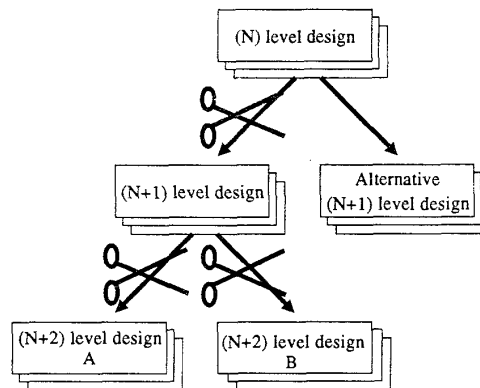 (N) level design
(N+1) level design
Alternative
(N+1) level design
(N+2) level design
A
(N+2) level design
B